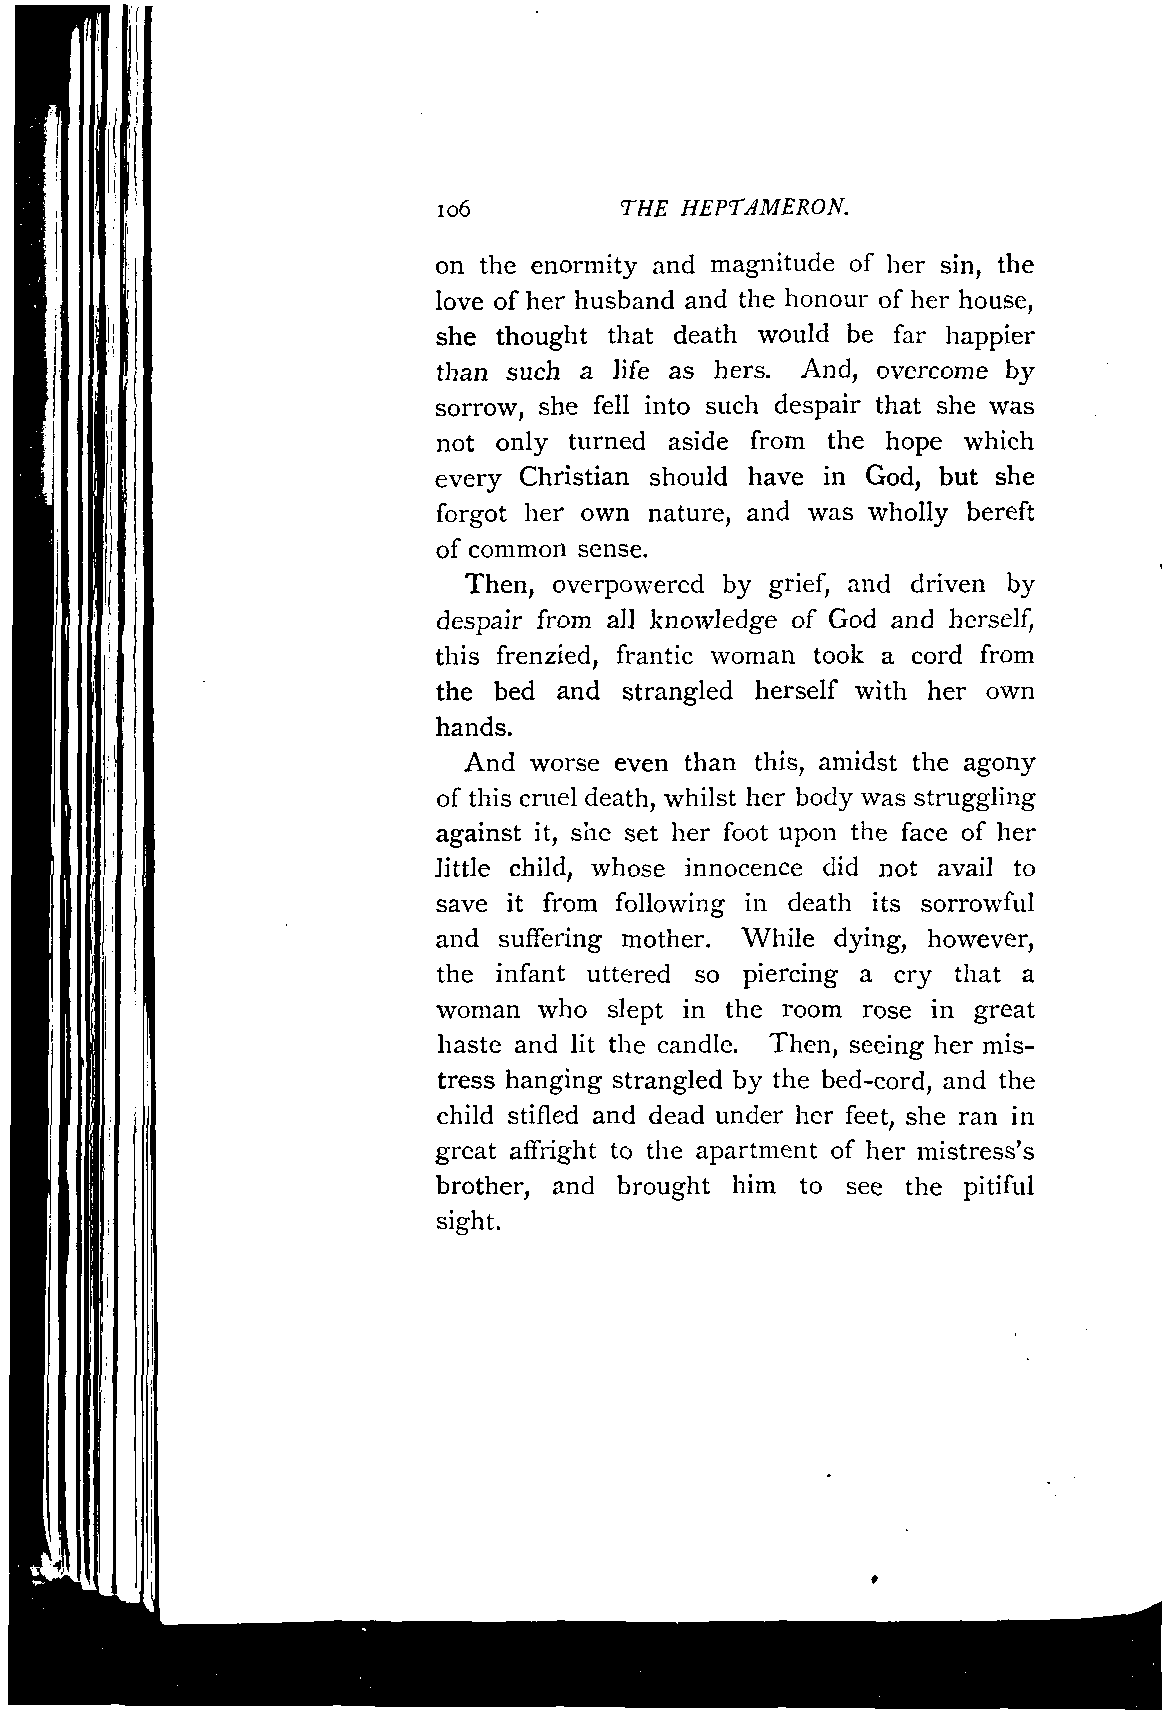 106 THE HEPTAMERON.
on the enormity and magnitude of her sin, the
love of her husband and the honour of her house,
she thought that death would be far happier
than such a life as hers. And, overcome by
sorrow, she fell into such despair that she was
not only turned aside from the hope which
every Christian should have in God, but she
forgot her own nature, and was wholly bereft
of common sense.
Then, overpowered by grief, and driven by
despair from all knowledge of God and herself,
this frenzied, frantic woman took a cord from
the bed and strangled herself with her own
hands.
And worse even than this, amidst the agony
of this cruel death, whilst her body was struggling
against it, she set her foot upon the face of her
little child, whose innocence did not avail to
save it from following in death its sorrowful
and suffering mother. While dying, however,
the infant uttered so piercing a cry that a
woman who slept in the room rose in great
haste and lit the candle. Then, seeing her mis-
tress hanging strangled by the bed-cord, and the
child stifled and dead under her feet, she ran in
great affright to the apartment of her mistress's
brother, and brought him to see the pitiful
sight.